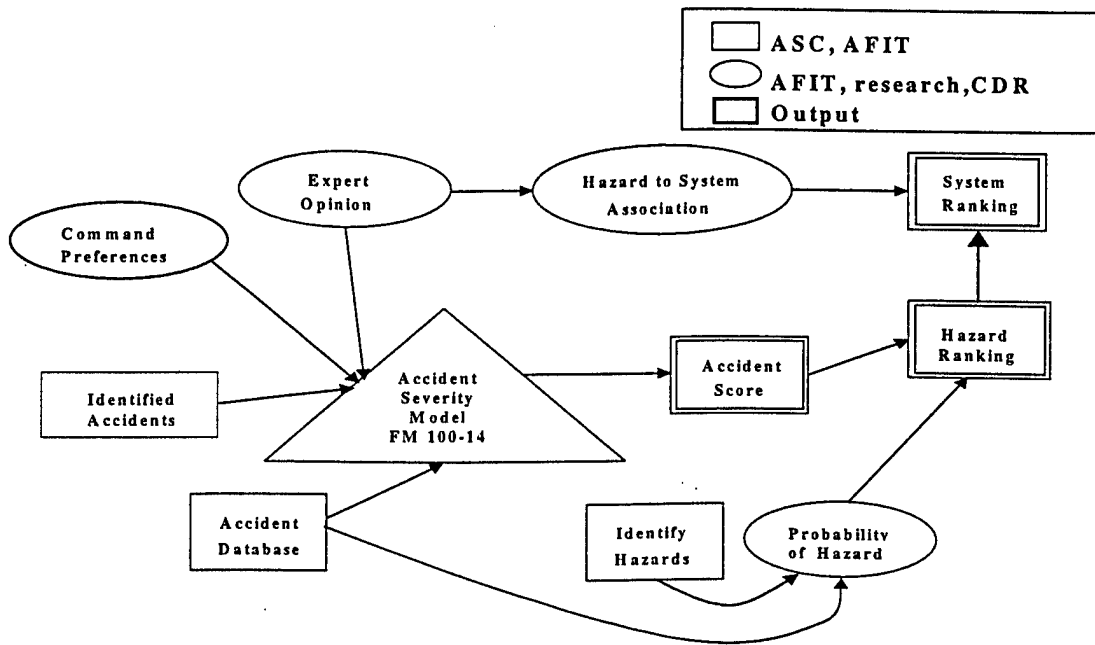 ASC, AFIT
AFIT, research,CDR
Output
Expert
Opinion
Hazard to System
Association
System
Ranking
Command
Preferences
Accident
Severity
Model
FM 100-14
Accident
Score
Hazard
Ranking
Identified
Accidents
Accident
Database
Identify
Hazards
Probability
of Hazard